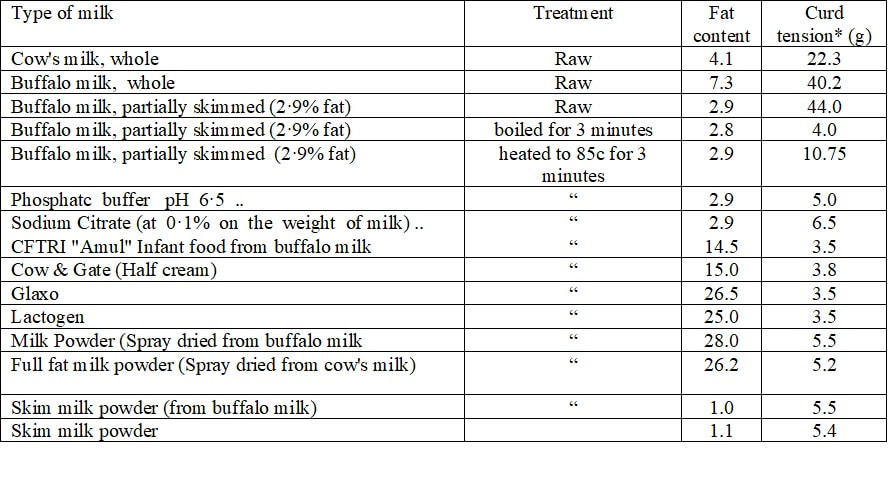 Type of milk Treatment Fat content Curd tension* (g)
Cow's milk, whole Raw 4.1 22.3
Buffalo milk, whole Raw 7.3 40.2
Buffalo milk, partially skimmed (2·9% fat) Raw 2.9 44.0
Buffalo milk, partially skimmed (2·9% fat) boiled for 3 minutes 2.8 4.0
Buffalo milk, partially skimmed (2·9% fat) heated to 85c for 3 minutes 2.9 10.75
Phosphatc buffer pH 6·5 .. “ 2.9 5.0
Sodium Citrate (at 0·1% on the weight of milk) .. “ 2.9 6.5
CFTRI "Amul" Infant food from buffalo milk “ 14.5 3.5
Cow & Gate (Half cream) “ 15.0 3.8
Glaxo “ 26.5 3.5
Lactogen “ 25.0 3.5
Milk Powder (Spray dried from buffalo milk “ 28.0 5.5
Full fat milk powder (Spray dried from cow's milk) “ 26.2 5.2
Skim milk powder (from buffalo milk) “ 1.0 5.5
Skim milk powder 1.1 5.4